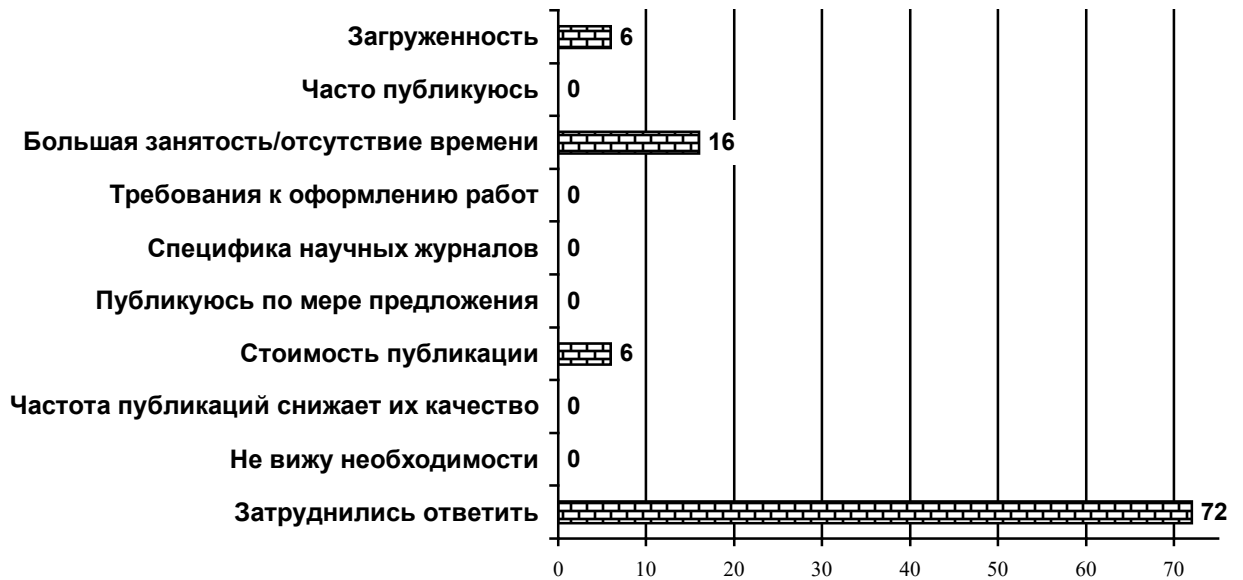 Загруженность 6
Часто публикуюсь 0
Большая занятость/отсутствие времени 16
Требования к оформлению работ 0
Специфика научных журналов 0
Публикуюсь по мере предложения 0
Стоимость публикации 6
Частота публикаций снижает их качество 0
Не вижу необходимости 0
Затруднились ответить 72
0 10 20 30 40 50 60 70